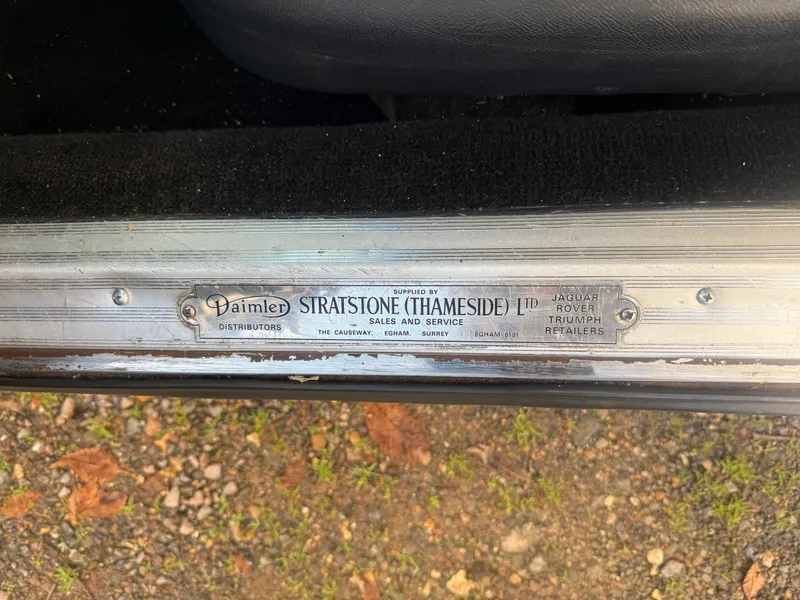 SUPPLIED BY
Daimler
DISTRIBUTORS
STRATSTONE (THAMESIDE) LTD
SALES AND SERVICE
THE CAUSEWAY, EGHAM, SURREY EGHAM 5191
JAGUAR
ROVER
TRIUMPH
RETAILERS